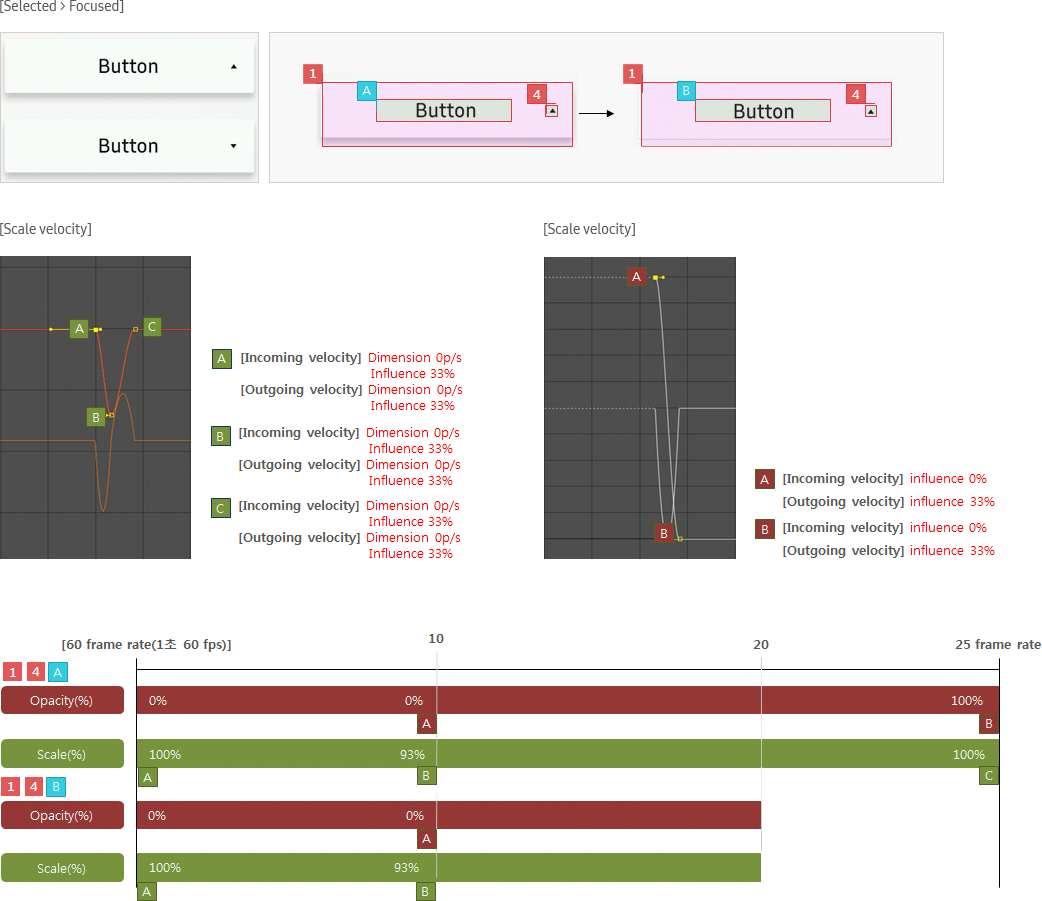 [Selected > Focused]
Button
Button
1
A
Button
4
1
B
Button
4
[Scale velocity]
[Scale velocity]
A
C
B
A
B
A [Incoming velocity] Dimension 0p/s
Influence 33%
[Outgoing velocity] Dimension 0p/s
Influence 33%
B [Incoming velocity] Dimension 0p/s
Influence 33%
[Outgoing velocity] Dimension 0p/s
Influence 33%
C [Incoming velocity] Dimension 0p/s
Influence 33%
[Outgoing velocity] Dimension 0p/s
Influence 33%
A [Incoming velocity] influence 0%
[Outgoing velocity] influence 33%
B [Incoming velocity] influence 0%
[Outgoing velocity] influence 33%
[60 frame rate(1초 60 fps)] 10 20 25 frame rate
1 4 A
Opacity(%) 0% 0% 100%
A B
Scale(%) 100% 93% 100%
A B C
1 4 B
Opacity(%) 0% 0%
A
Scale(%) 100% 93%
A B